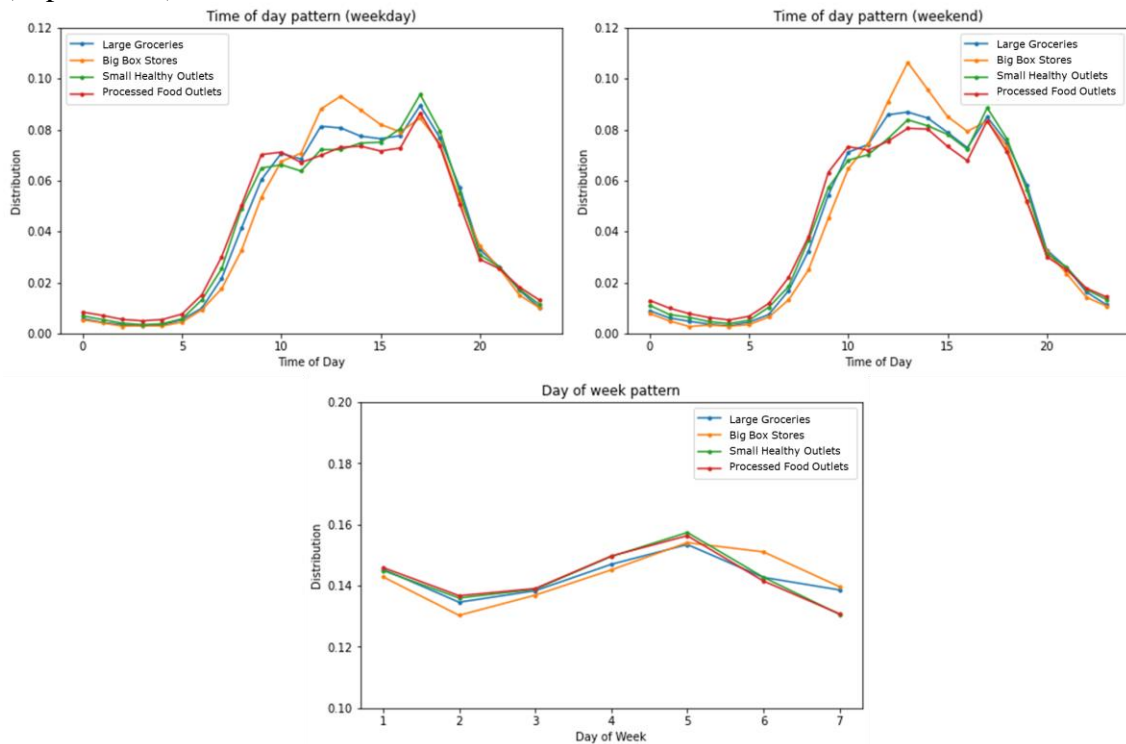 Time of day pattern (weekday)
0.12
0.10
0.08
0.06
0.04
0.02
0.00
Distribution
Large Groceries
Big Box Stores
Small Healthy Outlets
Processed Food Outlets
0 5 10 15 20
Time of Day
Time of day pattern (weekend)
0.12
0.10
0.08
0.06
0.04
0.02
0.00
Distribution
Large Groceries
Big Box Stores
Small Healthy Outlets
Processed Food Outlets
0 5 10 15 20
Time of Day
Day of week pattern
0.20
0.18
0.16
0.14
0.12
0.10
Distribution
Large Groceries
Big Box Stores
Small Healthy Outlets
Processed Food Outlets
1 2 3 4 5 6 7
Day of Week